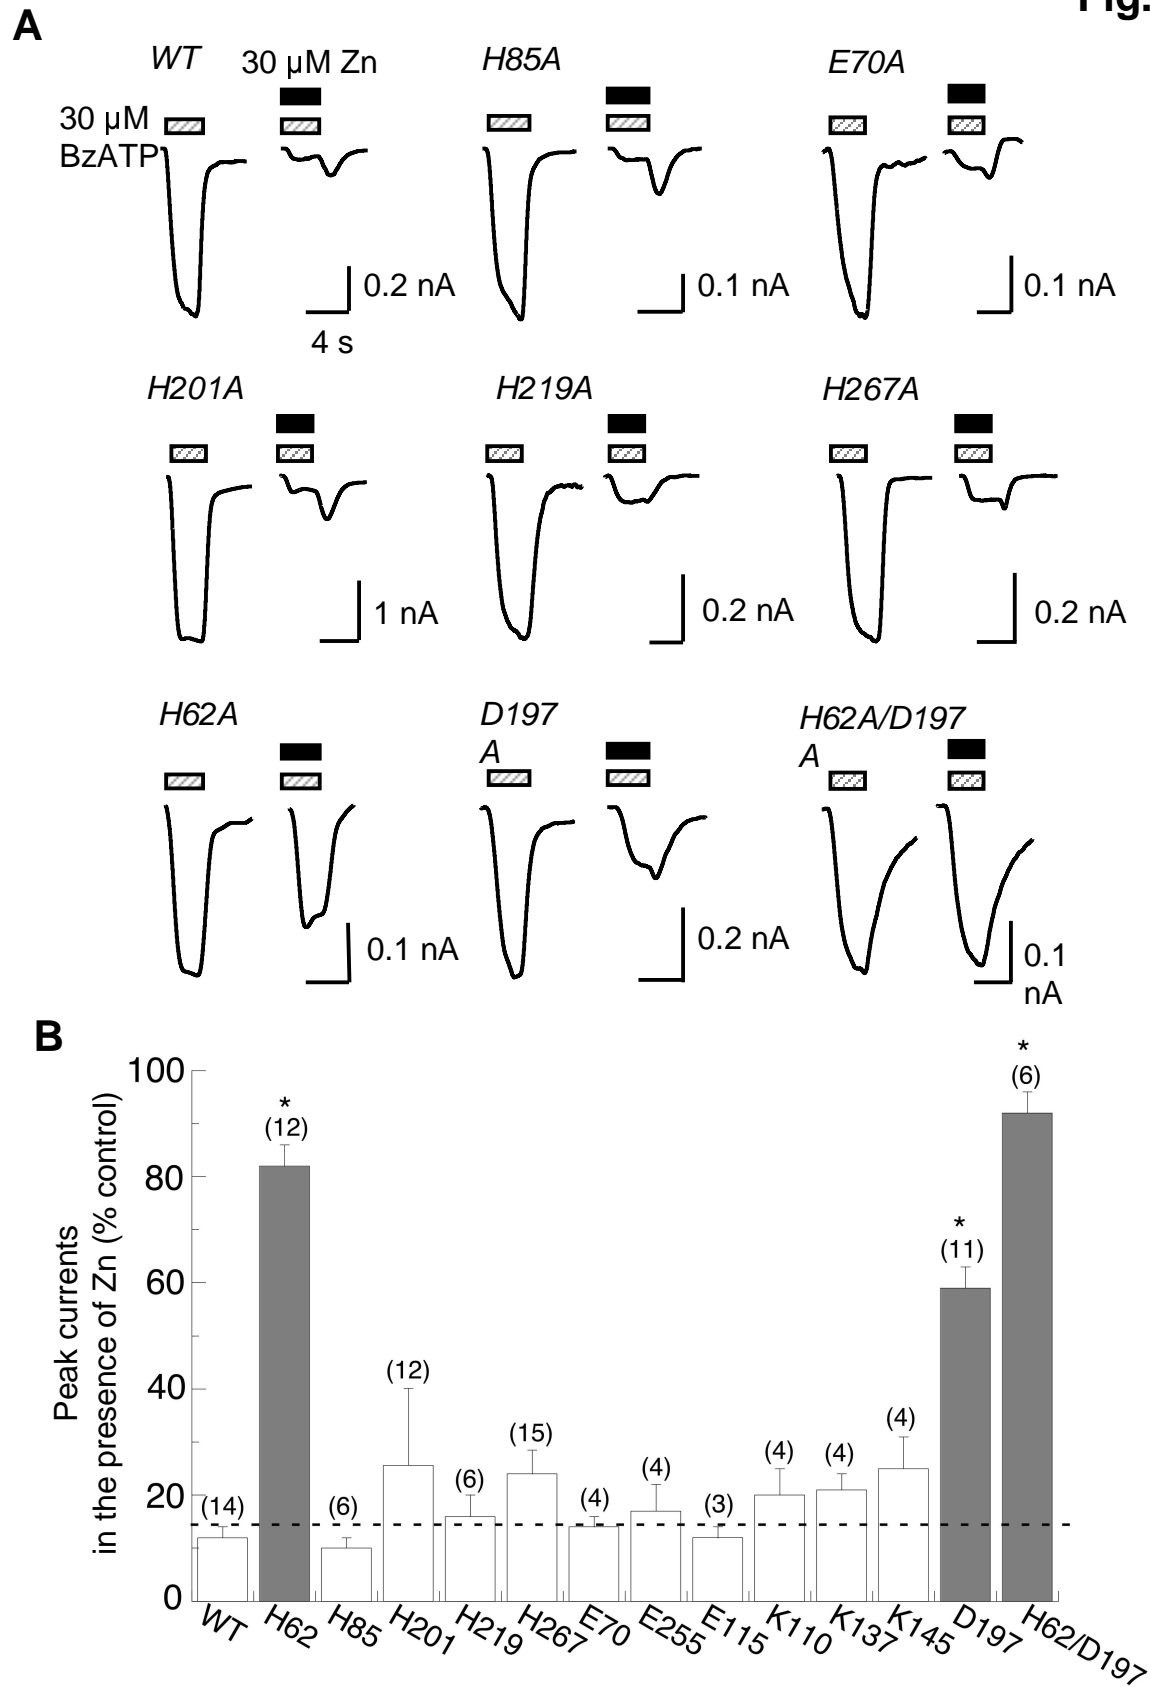 Fig.
A
WT
30 µM Zn
H85A
E70A
30 µM
BzATP
0.2 nA
0.1 nA
0.1 nA
4 s
H201A
H219A
H267A
1 nA
0.2 nA
0.2 nA
H62A
D197
A
H62A/D197
A
0.1 nA
0.2 nA
0.1
nA
B
Peak currents
in the presence of Zn (% control)
100
80
60
40
20
0
(14)
*
(12)
(6)
(12)
(6)
(15)
(4)
(4)
(3)
(4)
(4)
(4)
*
(11)
*
(6)
WT
H62
H85
H201
H219
H267
E70
E255
E115
K110
K137
K145
D197
H62/D197